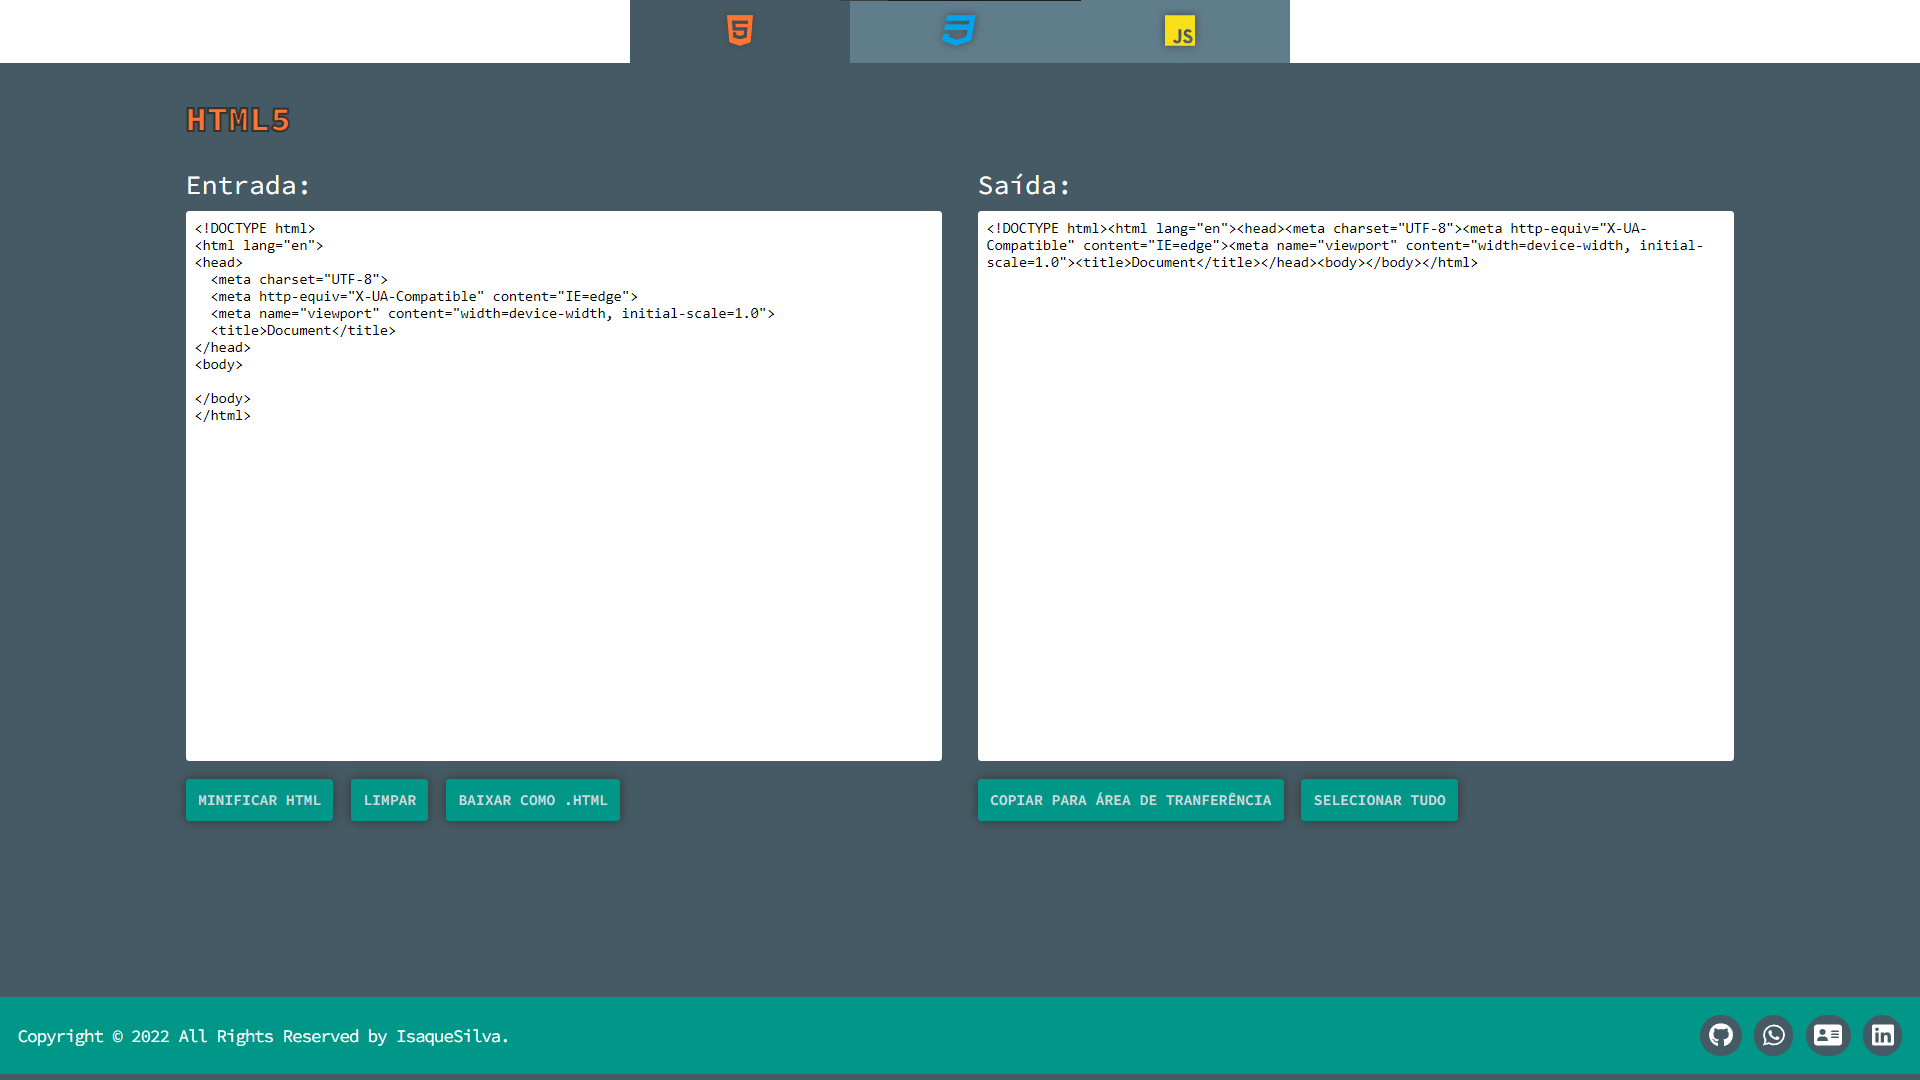 JS
HTML5
Entrada:
<!DOCTYPE html>
<html lang="en">
<head>
  <meta charset="UTF-8">
  <meta http-equiv="X-UA-Compatible" content="IE=edge">
  <meta name="viewport" content="width=device-width, initial-scale=1.0">
  <title>Document</title>
</head>
<body>
</body>
</html>
MINIFICAR HTML
LIMPAR
BAIXAR COMO .HTML
Saída:
<!DOCTYPE html><html lang="en"><head><meta charset="UTF-8"><meta http-equiv="X-UA-
Compatible" content="IE=edge"><meta name="viewport" content="width=device-width, initial-
scale=1.0"><title>Document</title></head><body></body></html>
COPIAR PARA ÁREA DE TRANFERÊNCIA
SELECIONAR TUDO
Copyright © 2022 All Rights Reserved by IsaqueSilva.
in